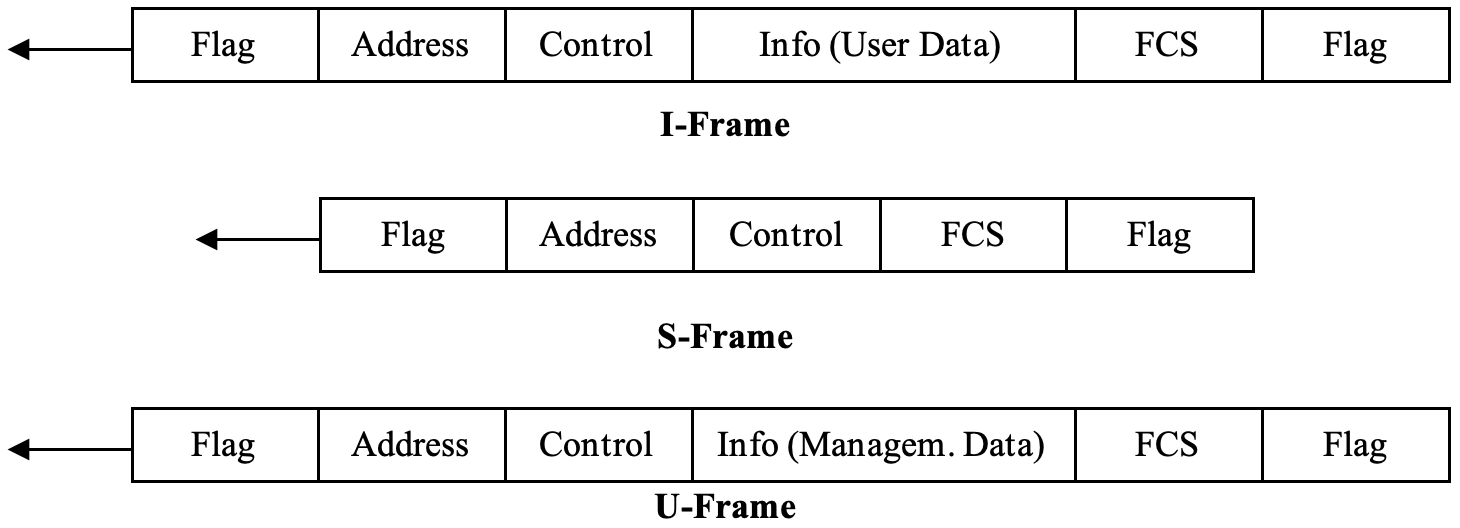 Flag Address Control Info (User Data) FCS Flag
I-Frame
Flag Address Control FCS Flag
S-Frame
Flag Address Control Info (Managem. Data) FCS Flag
U-Frame